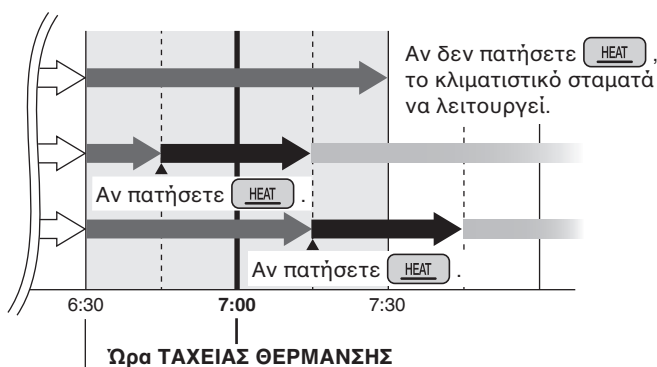 Αν δεν πατήσετε HEAT ,
το κλιματιστικό σταματά
να λειτουργεί.
Αν πατήσετε HEAT .
Αν πατήσετε HEAT .
6:30 7:00 7:30
Ώρα ΤΑΧΕΙΑΣ ΘΕΡΜΑΝΣΗΣ